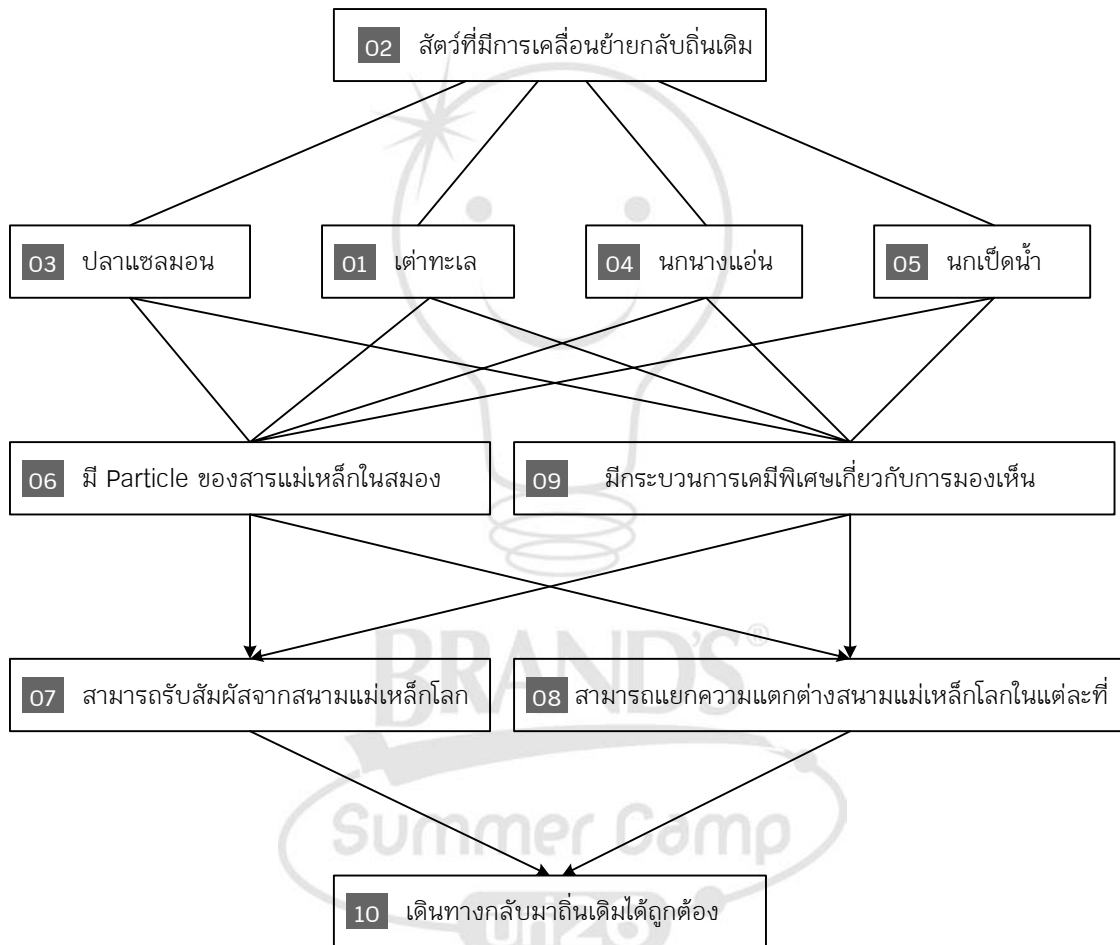 02 สัตว์ที่มีการเคลื่อนย้ายกลับถิ่นเดิม
03 ปลาแซลมอน
01 เต่าทะเล
04 นกนางแอ่น
05 นกเป็ดน้ำ
06 มี Particle ของสารแม่เหล็กในสมอง
09 มีกระบวนการเคมีพิเศษเกี่ยวกับการมองเห็น
BRAND'S®
07 สามารถรับสัมผัสจากสนามแม่เหล็กโลก
08 สามารถแยกความแตกต่างสนามแม่เหล็กโลกในแต่ละที่
Summer Camp
10 เดินทางกลับมาถิ่นเดิมได้ถูกต้อง